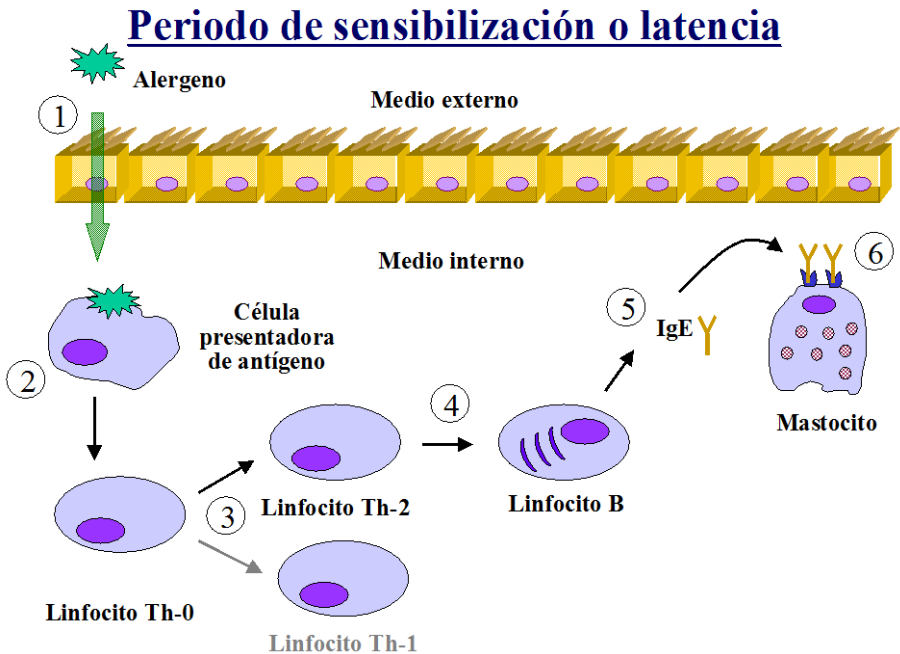 Periodo de sensibilización o latencia
Alergeno
1
Medio externo
Medio interno
6
5
IgE
Célula
presentadora
de antígeno
2
4
Mastocito
Linfocito Th-2
Linfocito B
3
Linfocito Th-0
Linfocito Th-1